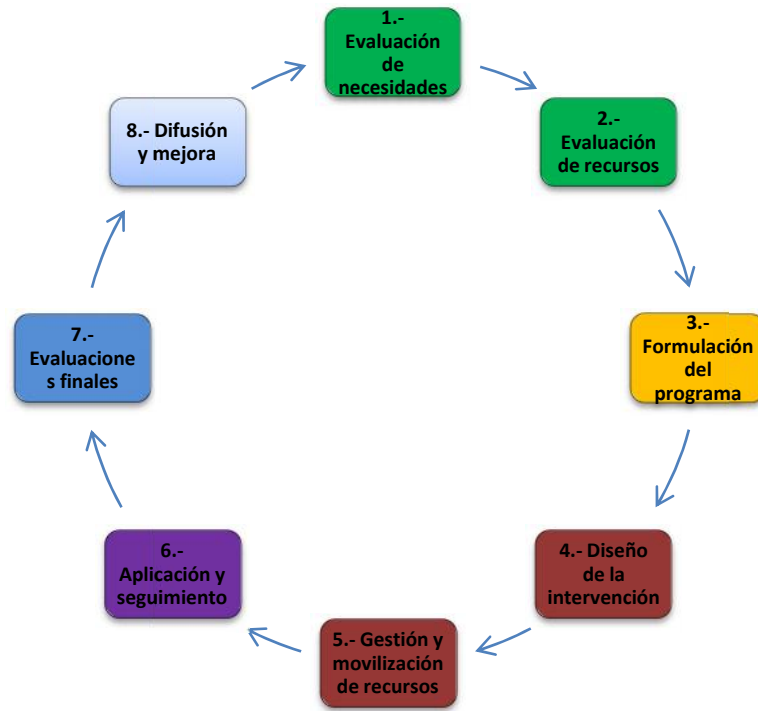 1.-
Evaluación
de
necesidades
2.-
Evaluación
de recursos
3.-
Formulación
del
programa
4.- Diseño
de la
intervención
5.- Gestión y
movilización
de recursos
6.-
Aplicación y
seguimiento
7.-
Evaluacione
s finales
8.- Difusión
y mejora